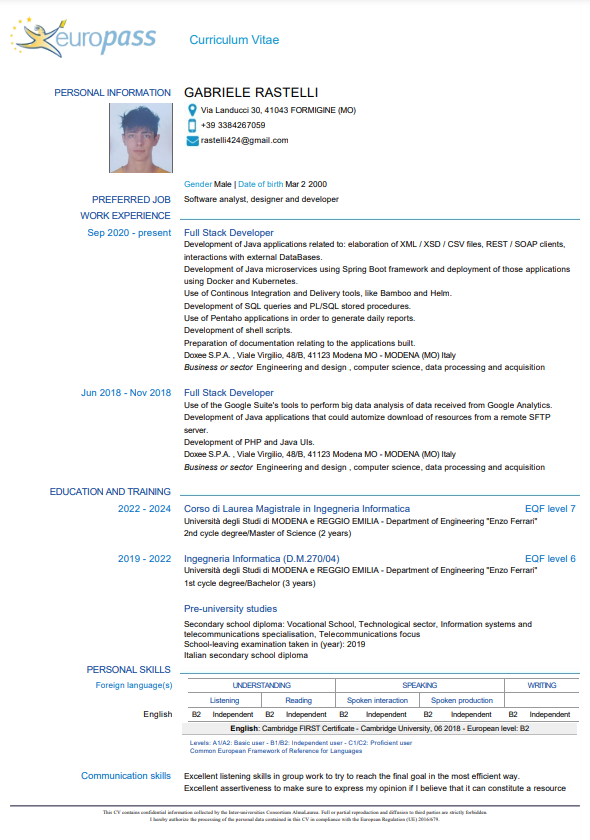 europass
Curriculum Vitae
PERSONAL INFORMATION
GABRIELE RASTELLI
Via Landucci 30, 41043 FORMIGINE (MO)
+39 3384267059
rastelli424@gmail.com
Gender Male | Date of birth Mar 2 2000
PREFERRED JOB
Software analyst, designer and developer
WORK EXPERIENCE
Sep 2020 - present
Full Stack Developer
Development of Java applications related to: elaboration of XML / XSD / CSV files, REST / SOAP clients,
interactions with external DataBases.
Development of Java microservices using Spring Boot framework and deployment of those applications
using Docker and Kubernetes.
Use of Continous Integration and Delivery tools, like Bamboo and Helm.
Development of SQL queries and PL/SQL stored procedures.
Use of Pentaho applications in order to generate daily reports.
Development of shell scripts.
Preparation of documentation relating to the applications built.
Doxee S.P.A. , Viale Virgilio, 48/B, 41123 Modena MO - MODENA (MO) Italy
Business or sector Engineering and design , computer science, data processing and acquisition
Jun 2018 - Nov 2018
Full Stack Developer
Use of the Google Suite's tools to perform big data analysis of data received from Google Analytics.
Development of Java applications that could automize download of resources from a remote SFTP
server.
Development of PHP and Java UIs.
Doxee S.P.A. , Viale Virgilio, 48/B, 41123 Modena MO - MODENA (MO) Italy
Business or sector Engineering and design , computer science, data processing and acquisition
EDUCATION AND TRAINING
2022 - 2024
Corso di Laurea Magistrale in Ingegneria Informatica EQF level 7
Università degli Studi di MODENA e REGGIO EMILIA - Department of Engineering "Enzo Ferrari"
2nd cycle degree/Master of Science (2 years)
2019 - 2022
Ingegneria Informatica (D.M.270/04) EQF level 6
Università degli Studi di MODENA e REGGIO EMILIA - Department of Engineering "Enzo Ferrari"
1st cycle degree/Bachelor (3 years)
Pre-university studies
Secondary school diploma: Vocational School, Technological sector, Information systems and
telecommunications specialisation, Telecommunications focus
School-leaving examination taken in (year): 2019
Italian secondary school diploma
PERSONAL SKILLS
Foreign language(s)
UNDERSTANDING SPEAKING WRITING
Listening Reading Spoken interaction Spoken production
English B2 Independent B2 Independent B2 Independent B2 Independent B2 Independent
English: Cambridge FIRST Certificate - Cambridge University, 06 2018 - European level: B2
Levels: A1/A2: Basic user - B1/B2: Independent user - C1/C2: Proficient user
Common European Framework of Reference for Languages
Communication skills
Excellent listening skills in group work to try to reach the final goal in the most efficient way.
Excellent assertiveness to make sure to express my opinion if I believe that it can constitute a resource
This CV contains confidential information collected by the Inter-universities Consortium AlmaLaurea. Full or partial reproduction and diffusion to third parties are strictly forbidden.
I hereby authorize the processing of the personal data contained in this CV in compliance with the European Regulation (UE) 2016/679.